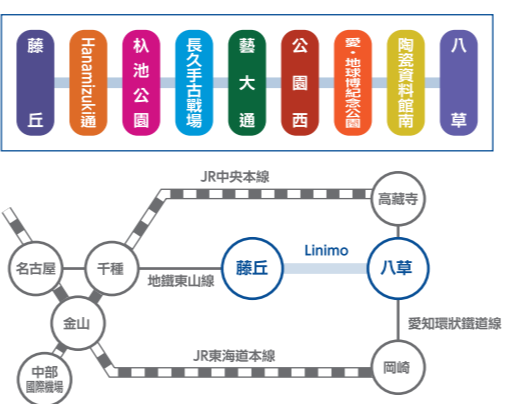 藤丘
Hanamizuki通
杁池公園
長久手古戰場
藝大通
公園西
愛・地球博紀念公園
陶瓷資料館南
八草
JR中央本線
高藏寺
名古屋
千種
地鐵東山線
藤丘
Linimo
八草
金山
愛知環狀鐵道線
JR東海道本線
中部
國際機場
岡崎